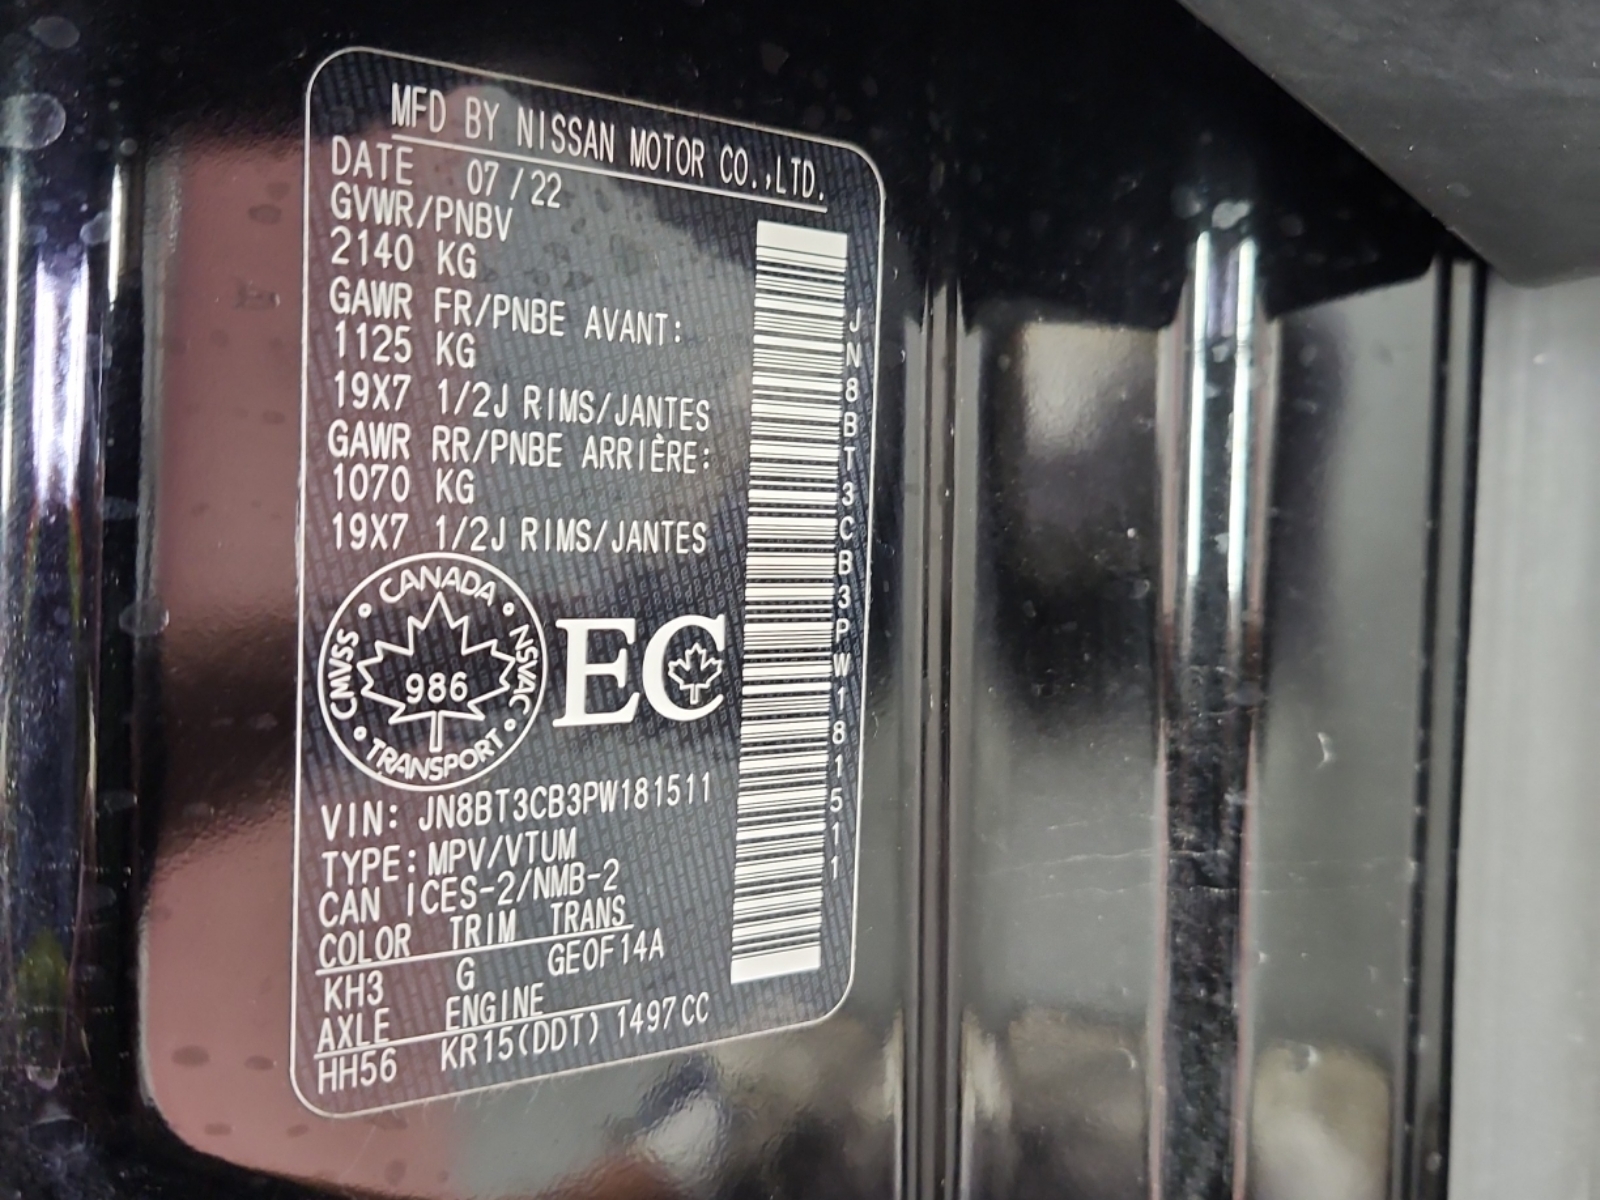 MFD BY NISSAN MOTOR CO.,LTD.
DATE 07/22
GVWR/PNBV
2140 KG
GAWR FR/PNBE AVANT:
1125 KG
19X7 1/2J RIMS/JANTES
GAWR RR/PNBE ARRIÈRE:
1070 KG
19X7 1/2J RIMS/JANTES
CANADA
CMVSS
NSVAC
986
TRANSPORT
EC
VIN: JN8BT3CB3PW181511
TYPE: MPV/VTUM
CAN ICES-2/NMB-2
COLOR TRIM TRANS
KH3 G GE0F14A
AXLE ENGINE
HH56 KR15(DDT) 1497CC
JN8BT3CB3PW181511